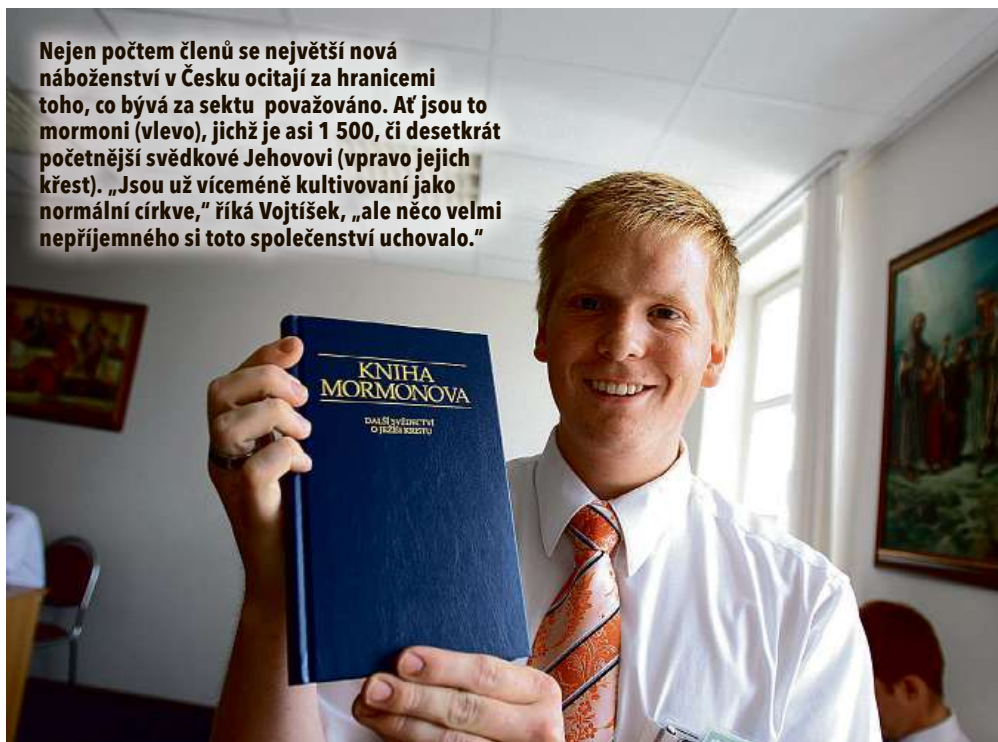 Nejen počtem členů se největší nová
náboženství v Česku ocitají za hranicemi
toho, co bývá za sektu považováno. Ať jsou to
mormoni (vlevo), jichž je asi 1 500, či desetkrát
početnější svědkové Jehovovi (vpravo jejich
křest). „Jsou už víceméně kultivovaní jako
normální církve,“ říká Vojtíšek, „ale něco velmi
nepříjemného si toto společenství uchovalo.“
KNIHA
MORMONOVA
DALŠÍ SVĚDECTVÍ
O JEŽÍŠI KRISTU